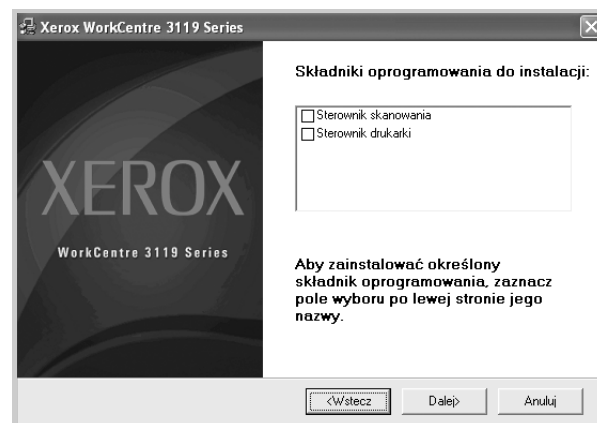 Xerox WorkCentre 3119 Series
Składniki oprogramowania do instalacji:
Sterownik skanowania
Sterownik drukarki
XEROX
WorkCentre 3119 Series
Aby zainstalować określony
składnik oprogramowania, zaznacz
pole wyboru po lewej stronie jego
nazwy.
<Wstecz
Dalej>
Anuluj